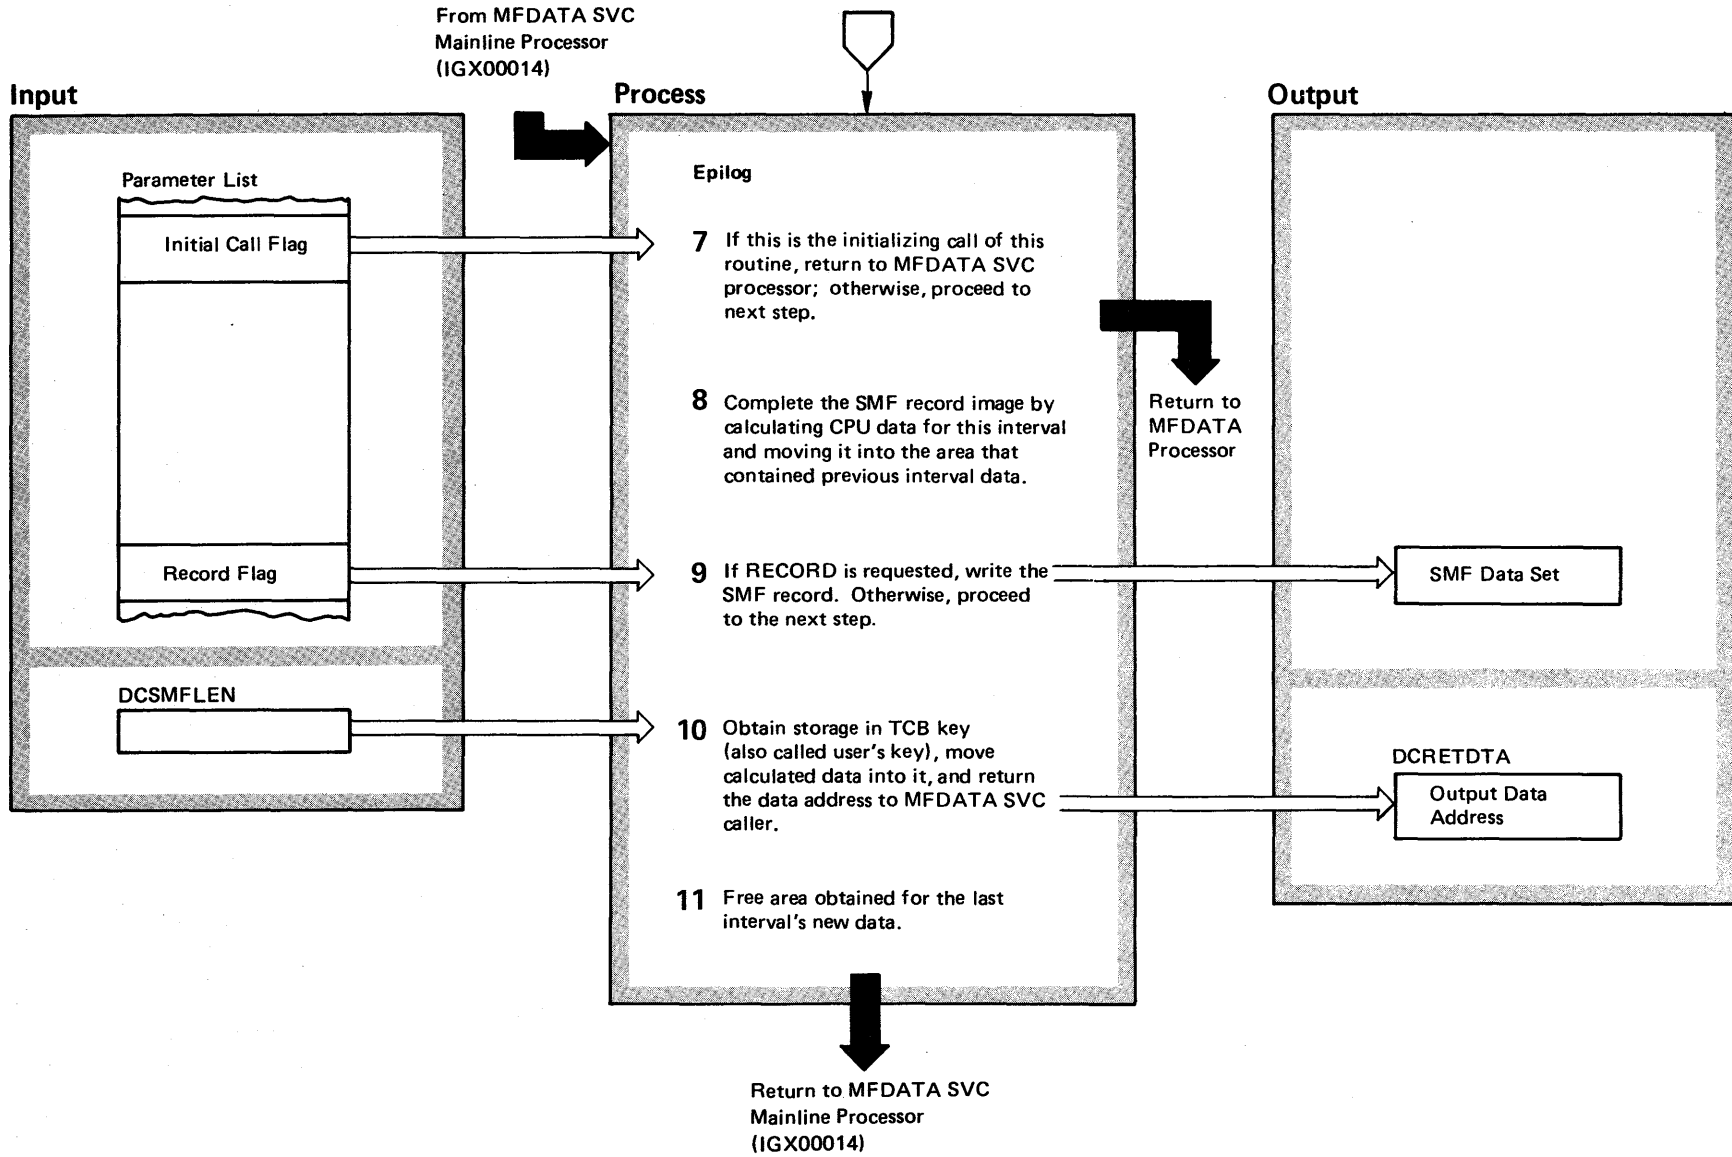 From MFDATA SVC
Mainline Processor
(IGX00014)
Input
Process
Output
Parameter List
Initial Call Flag
Record Flag
DCSMFLEN
Epilog
7 If this is the initializing call of this
routine, return to MFDATA SVC
processor; otherwise, proceed to
next step.
8 Complete the SMF record image by
calculating CPU data for this interval
and moving it into the area that
contained previous interval data.
9 If RECORD is requested, write the
SMF record. Otherwise, proceed
to the next step.
10 Obtain storage in TCB key
(also called user's key), move
calculated data into it, and return
the data address to MFDATA SVC
caller.
11 Free area obtained for the last
interval's new data.
Return to
MFDATA
Processor
SMF Data Set
DCRETDTA
Output Data
Address
Return to MFDATA SVC
Mainline Processor
(IGX00014)